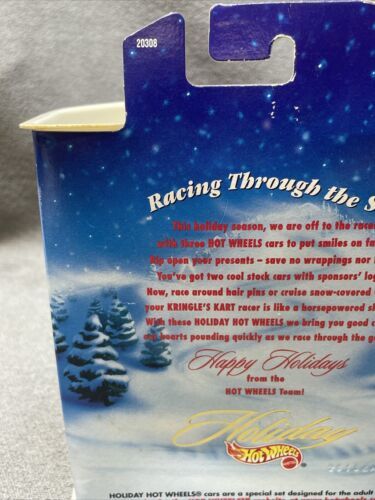 20308
Racing Through the S
This holiday season, we are off to the race
with three HOT WHEELS cars to put smiles on fa
Rip open your presents – save no wrappings nor
You've got two cool stock cars with sponsors' log
Now, race around hair pins or cruise snow-covered
your KRINGLE'S KART racer is like a horsepowered s
With these HOLIDAY HOT WHEELS we bring you good c
hearts pounding quickly as we race through the
Happy Holidays
from the
HOT WHEELS Team!
Holiday
Hot Wheels
HOLIDAY HOT WHEELS® cars are a special set designed for the adult